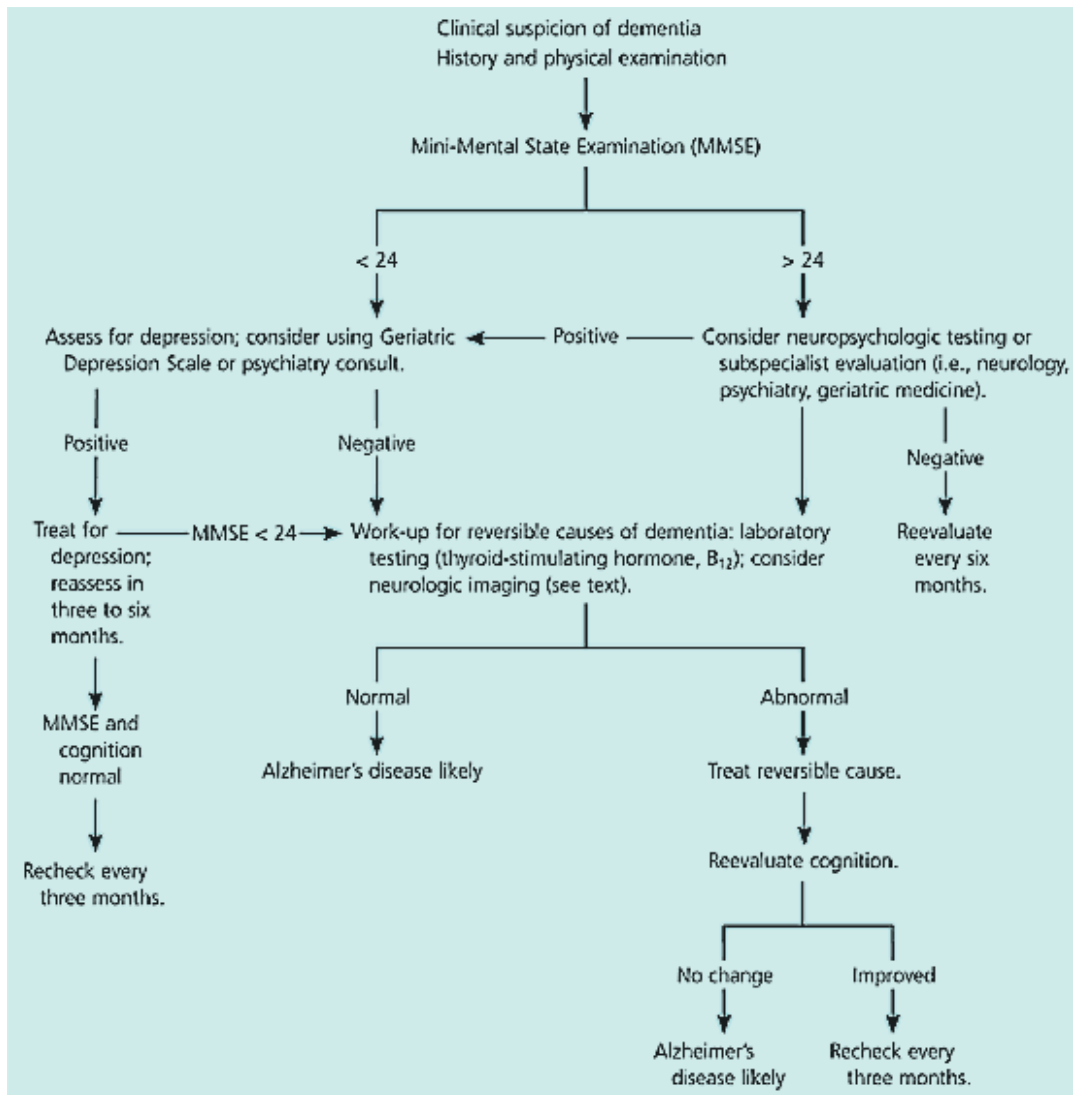 Clinical suspicion of dementia
History and physical examination
Mini-Mental State Examination (MMSE)
< 24
> 24
Assess for depression; consider using Geriatric
Depression Scale or psychiatry consult.
Positive
Consider neuropsychologic testing or
subspecialist evaluation (i.e., neurology,
psychiatry, geriatric medicine).
Positive
Negative
Negative
Treat for
depression;
reassess in
three to six
months.
MMSE < 24
Work-up for reversible causes of dementia: laboratory
testing (thyroid-stimulating hormone, B₁₂); consider
neurologic imaging (see text).
Reevaluate
every six
months.
Normal
Abnormal
MMSE and
cognition
normal
Alzheimer's disease likely
Treat reversible cause.
Recheck every
three months.
Reevaluate cognition.
No change
Improved
Alzheimer's
disease likely
Recheck every
three months.